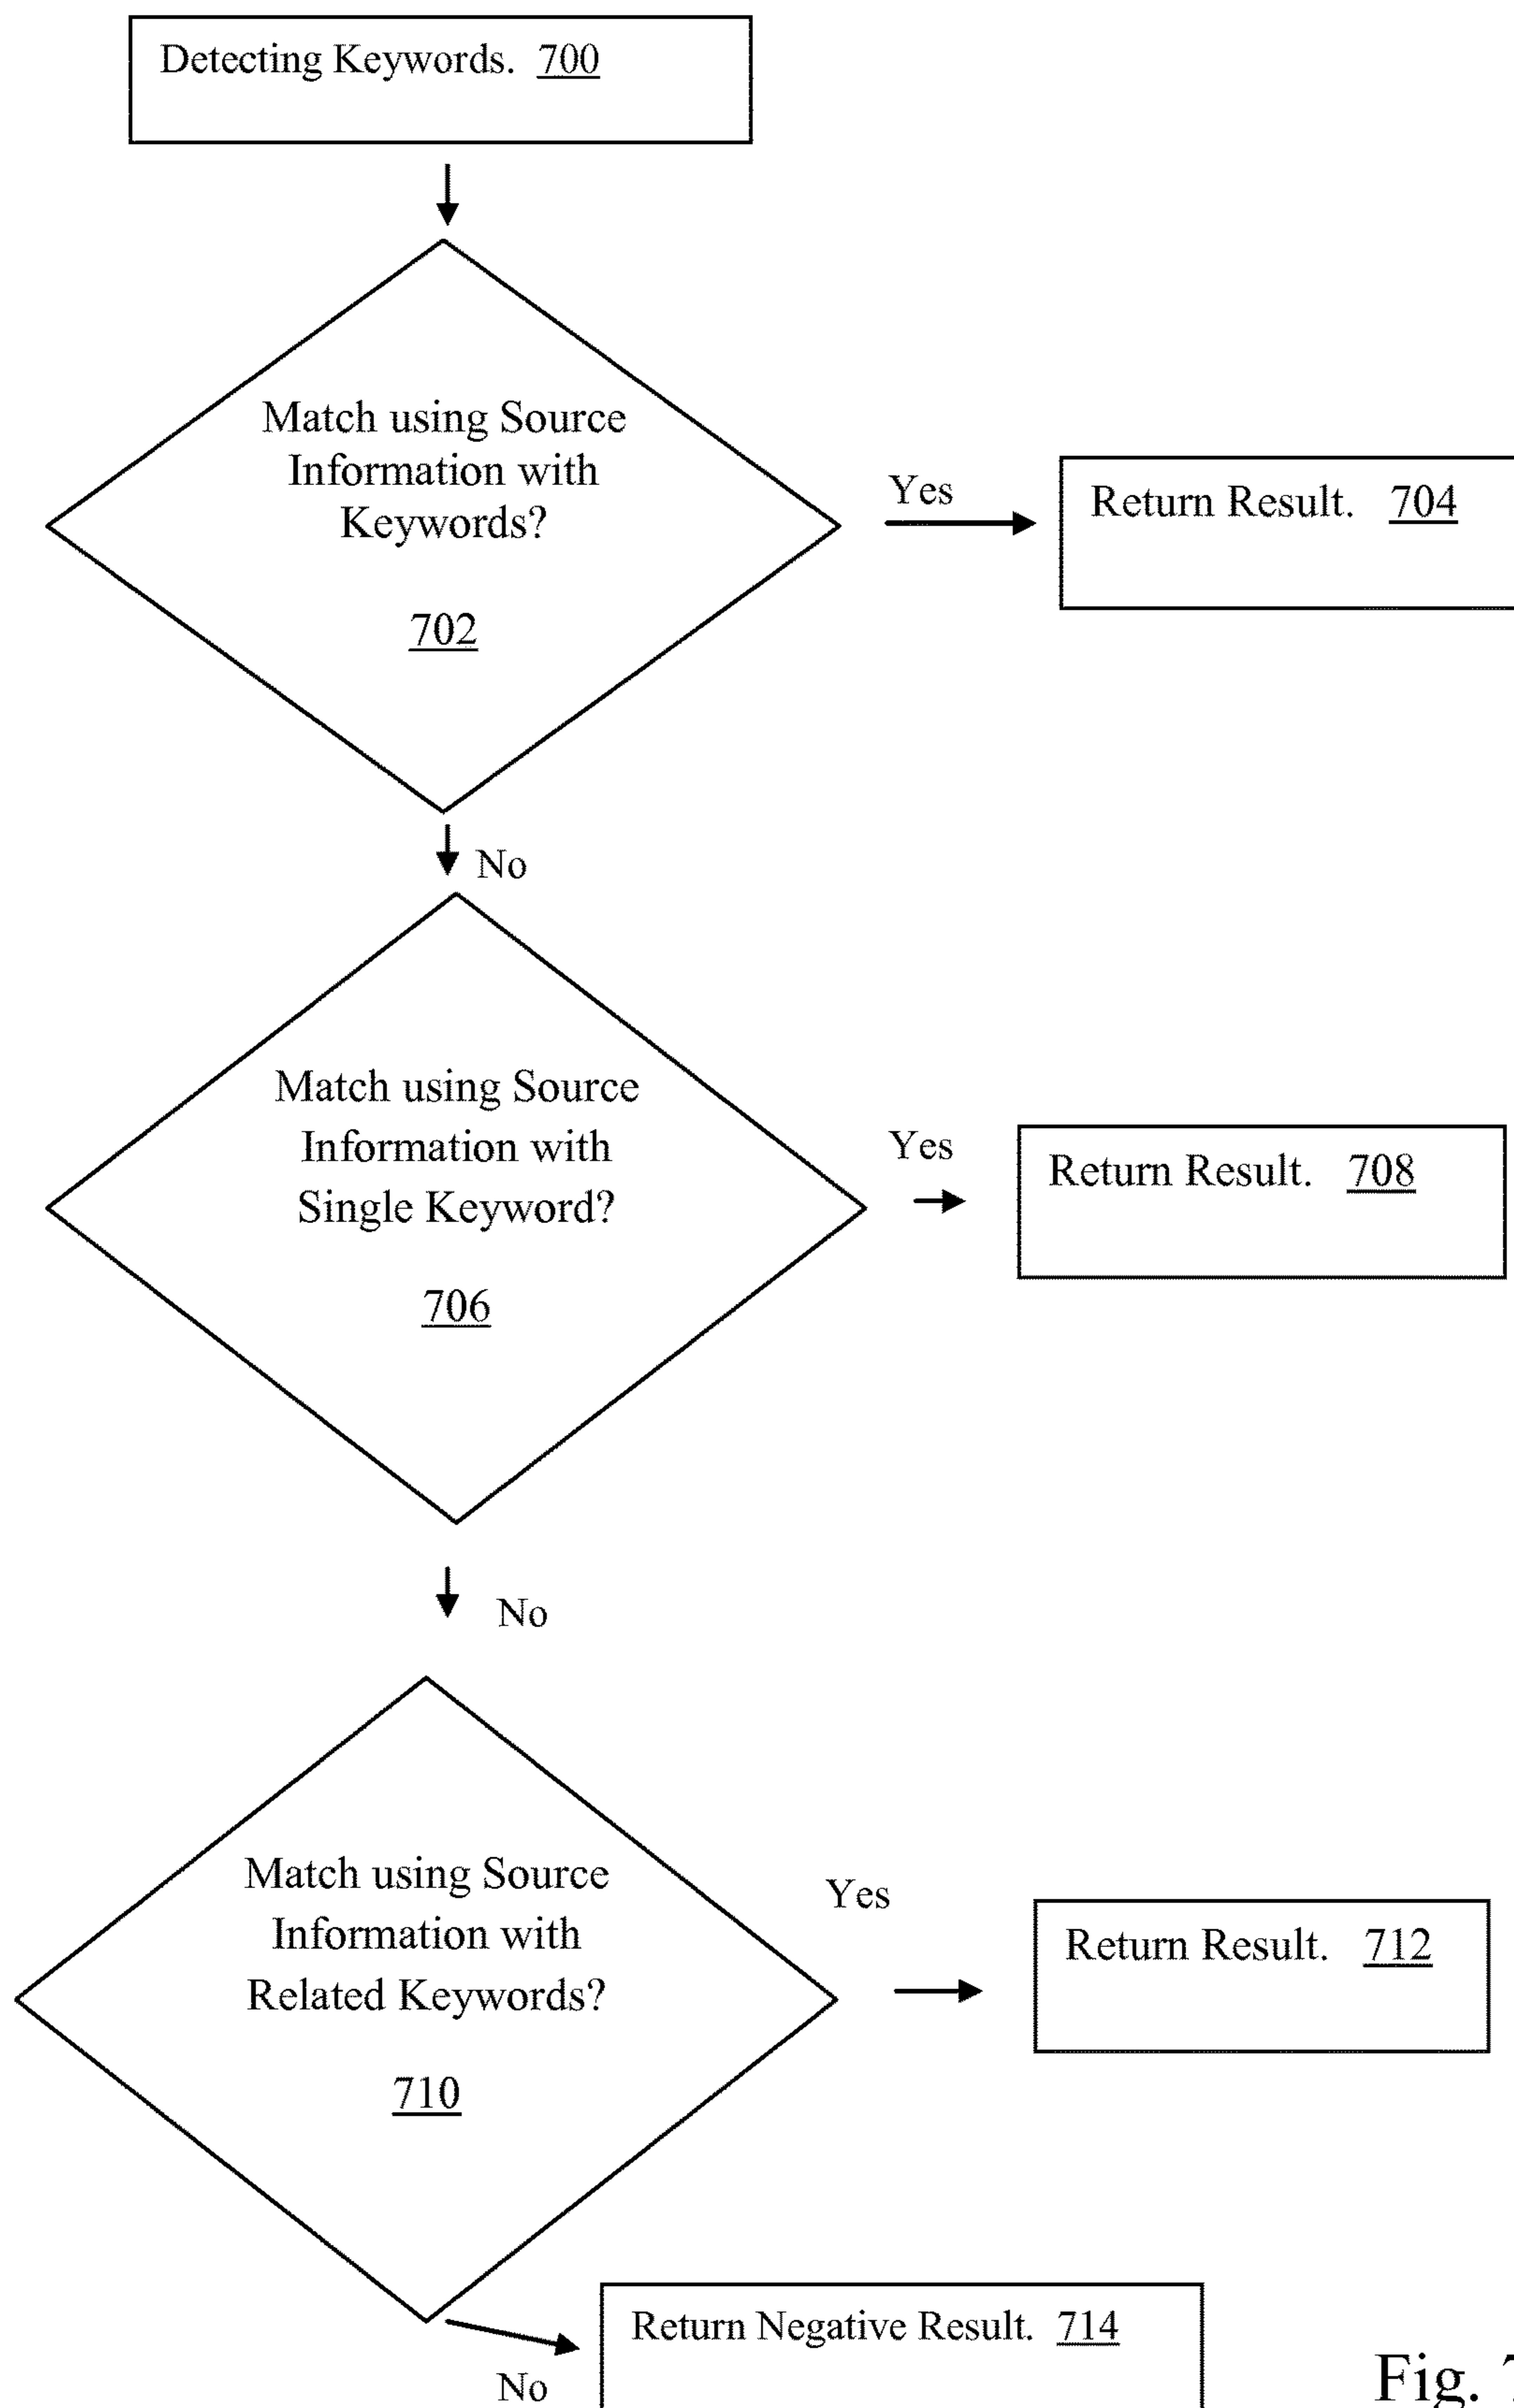 Detecting Keywords. 700
Match using Source
Information with
Keywords?
702
Yes
Return Result. 704
No
Match using Source
Information with
Single Keyword?
706
Yes
Return Result. 708
No
Match using Source
Information with
Related Keywords?
710
Yes
Return Result. 712
Return Negative Result. 714
No
Fig.